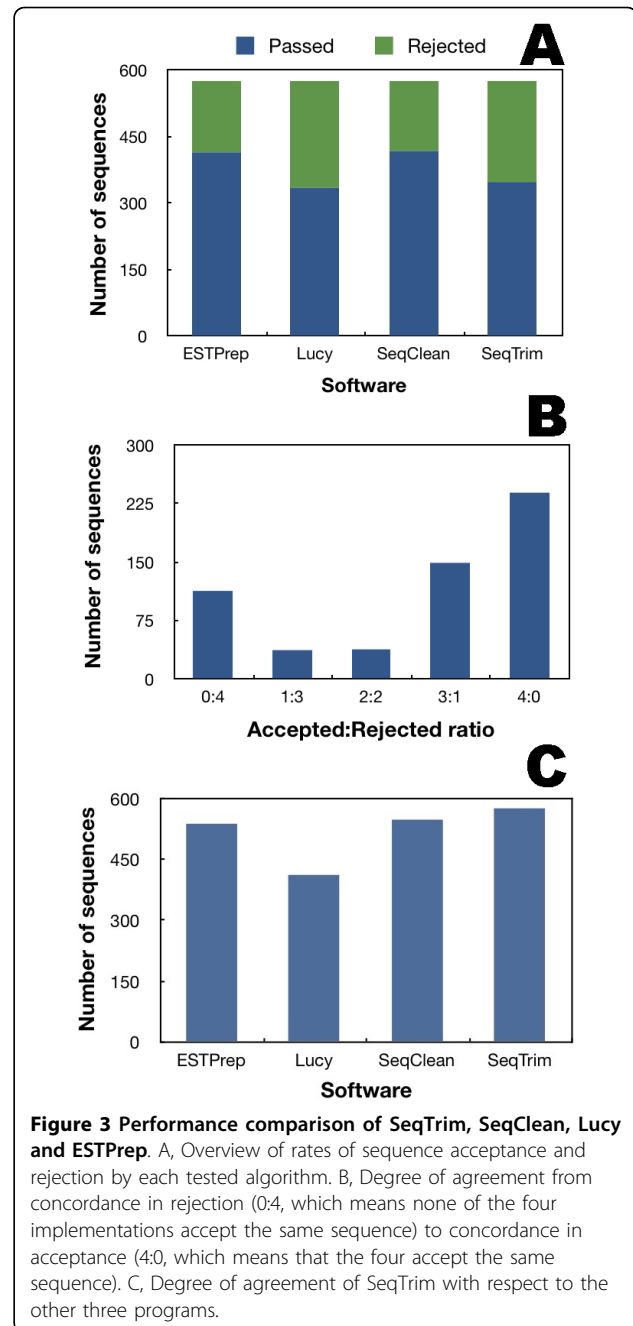 Passed Rejected A
600
450
300
150
0
Number of sequences
ESTPrep Lucy SeqClean SeqTrim
Software
B
300
225
150
75
0
Number of sequences
0:4 1:3 2:2 3:1 4:0
Accepted:Rejected ratio
C
600
450
300
150
0
Number of sequences
ESTPrep Lucy SeqClean SeqTrim
Software
Figure 3 Performance comparison of SeqTrim, SeqClean, Lucy
and ESTPrep. A, Overview of rates of sequence acceptance and
rejection by each tested algorithm. B, Degree of agreement from
concordance in rejection (0:4, which means none of the four
implementations accept the same sequence) to concordance in
acceptance (4:0, which means that the four accept the same
sequence). C, Degree of agreement of SeqTrim with respect to the
other three programs.